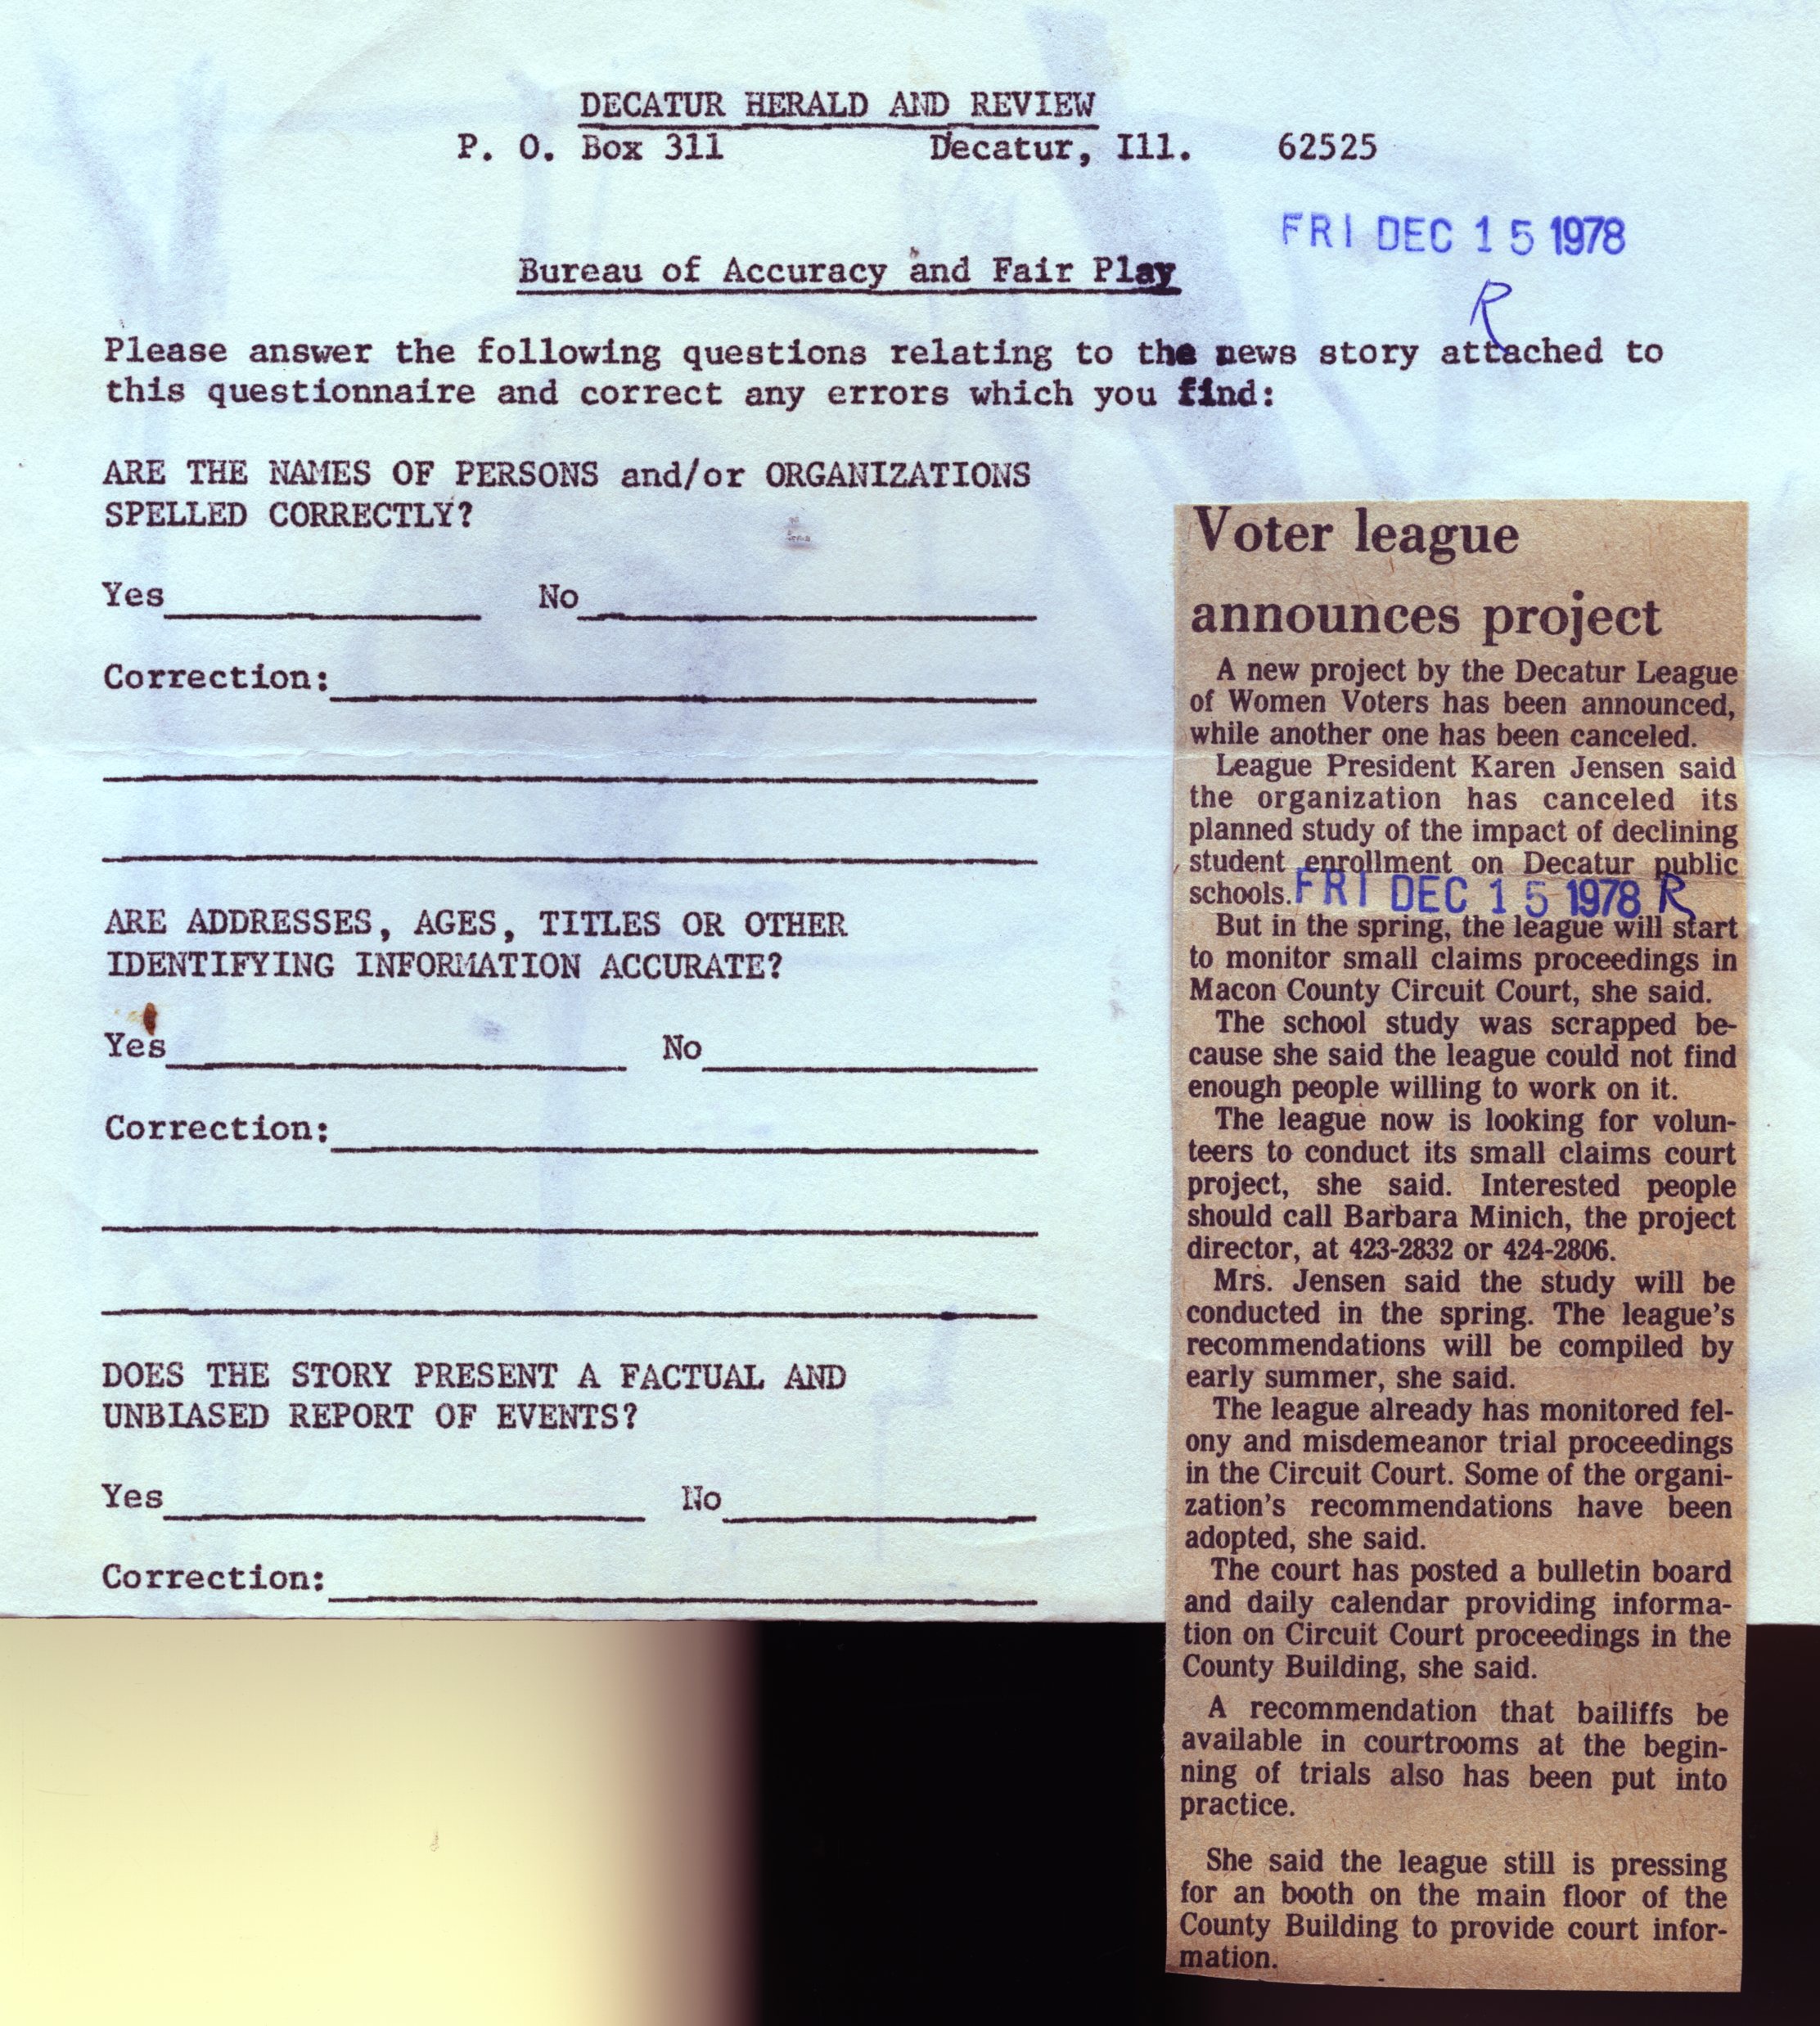 DECATUR HERALD AND REVIEW
P. O. Box 311 Decatur, Ill. 62525
FRI DEC 15 1978
R
Bureau of Accuracy and Fair Play
Please answer the following questions relating to the news story attached to
this questionnaire and correct any errors which you find:
ARE THE NAMES OF PERSONS and/or ORGANIZATIONS
SPELLED CORRECTLY?
Yes No
Correction:
ARE ADDRESSES, AGES, TITLES OR OTHER
IDENTIFYING INFORMATION ACCURATE?
Yes No
Correction:
DOES THE STORY PRESENT A FACTUAL AND
UNBIASED REPORT OF EVENTS?
Yes No
Correction:
Voter league
announces project
A new project by the Decatur League
of Women Voters has been announced,
while another one has been canceled.
League President Karen Jensen said
the organization has canceled its
planned study of the impact of declining
student enrollment on Decatur public
schools.
FRI DEC 15 1978 R
But in the spring, the league will start
to monitor small claims proceedings in
Macon County Circuit Court, she said.
The school study was scrapped be-
cause she said the league could not find
enough people willing to work on it.
The league now is looking for volun-
teers to conduct its small claims court
project, she said. Interested people
should call Barbara Minich, the project
director, at 423-2832 or 424-2806.
Mrs. Jensen said the study will be
conducted in the spring. The league's
recommendations will be compiled by
early summer, she said.
The league already has monitored fel-
ony and misdemeanor trial proceedings
in the Circuit Court. Some of the organi-
zation's recommendations have been
adopted, she said.
The court has posted a bulletin board
and daily calendar providing informa-
tion on Circuit Court proceedings in the
County Building, she said.
A recommendation that bailiffs be
available in courtrooms at the begin-
ning of trials also has been put into
practice.
She said the league still is pressing
for an booth on the main floor of the
County Building to provide court infor-
mation.